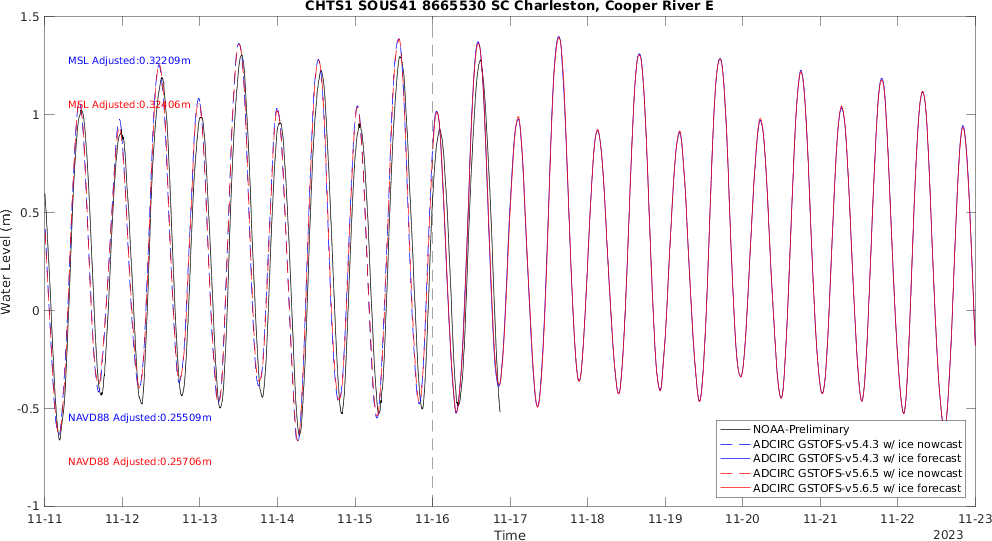 CHTS1 SOUS41 8665530 SC Charleston, Cooper River E
1.5
1
0.5
0
-0.5
-1
Water Level (m)
MSL Adjusted:0.32209m
MSL Adjusted:0.32406m
NAVD88 Adjusted:0.25509m
NAVD88 Adjusted:0.25706m
NOAA-Preliminary
ADCIRC GSTOFS-v5.4.3 w/ ice nowcast
ADCIRC GSTOFS-v5.4.3 w/ ice forecast
ADCIRC GSTOFS-v5.6.5 w/ ice nowcast
ADCIRC GSTOFS-v5.6.5 w/ ice forecast
11-11 11-12 11-13 11-14 11-15 11-16 11-17 11-18 11-19 11-20 11-21 11-22 11-23
Time
2023